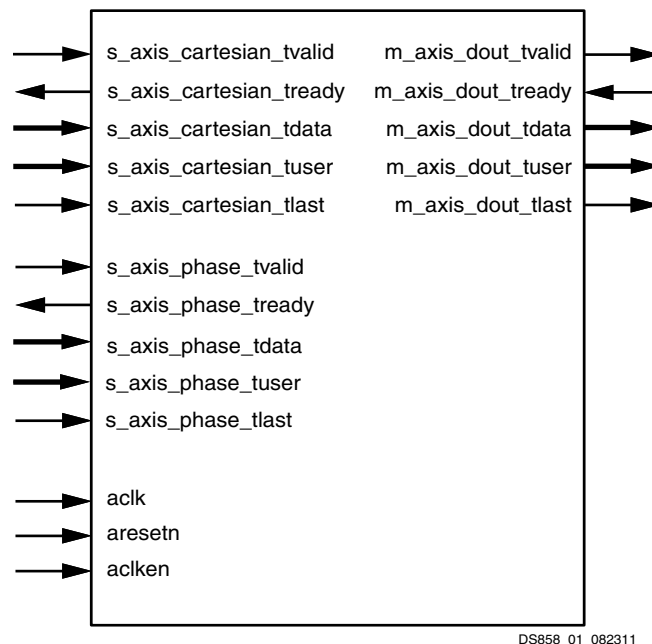 s_axis_cartesian_tvalid m_axis_dout_tvalid
s_axis_cartesian_tready m_axis_dout_tready
s_axis_cartesian_tdata m_axis_dout_tdata
s_axis_cartesian_tuser m_axis_dout_tuser
s_axis_cartesian_tlast m_axis_dout_tlast
s_axis_phase_tvalid
s_axis_phase_tready
s_axis_phase_tdata
s_axis_phase_tuser
s_axis_phase_tlast
aclk
aresetn
aclken
DS858_01_082311